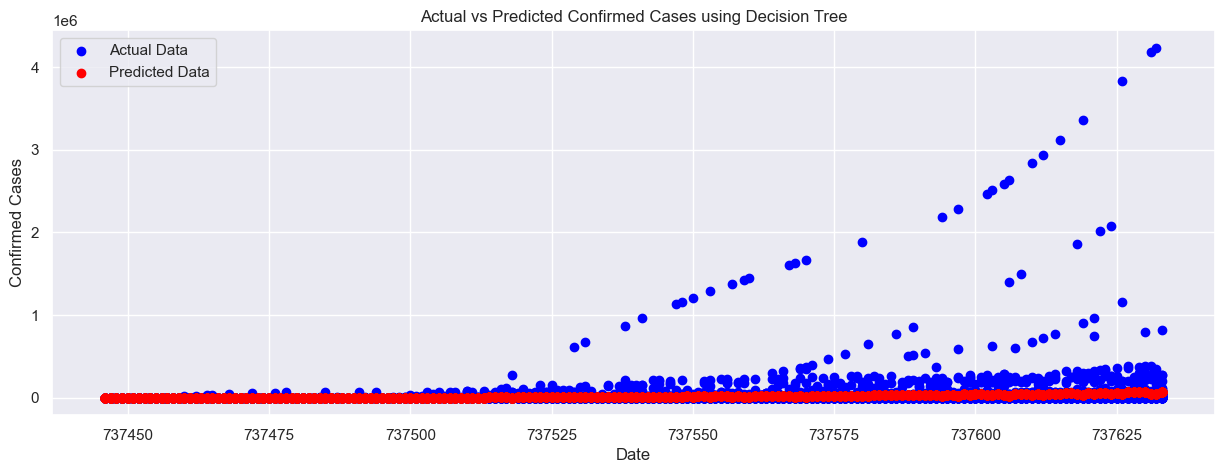 Actual vs Predicted Confirmed Cases using Decision Tree
1e6
Actual Data
Predicted Data
4
3
2
1
0
Confirmed Cases
737450 737475 737500 737525 737550 737575 737600 737625
Date